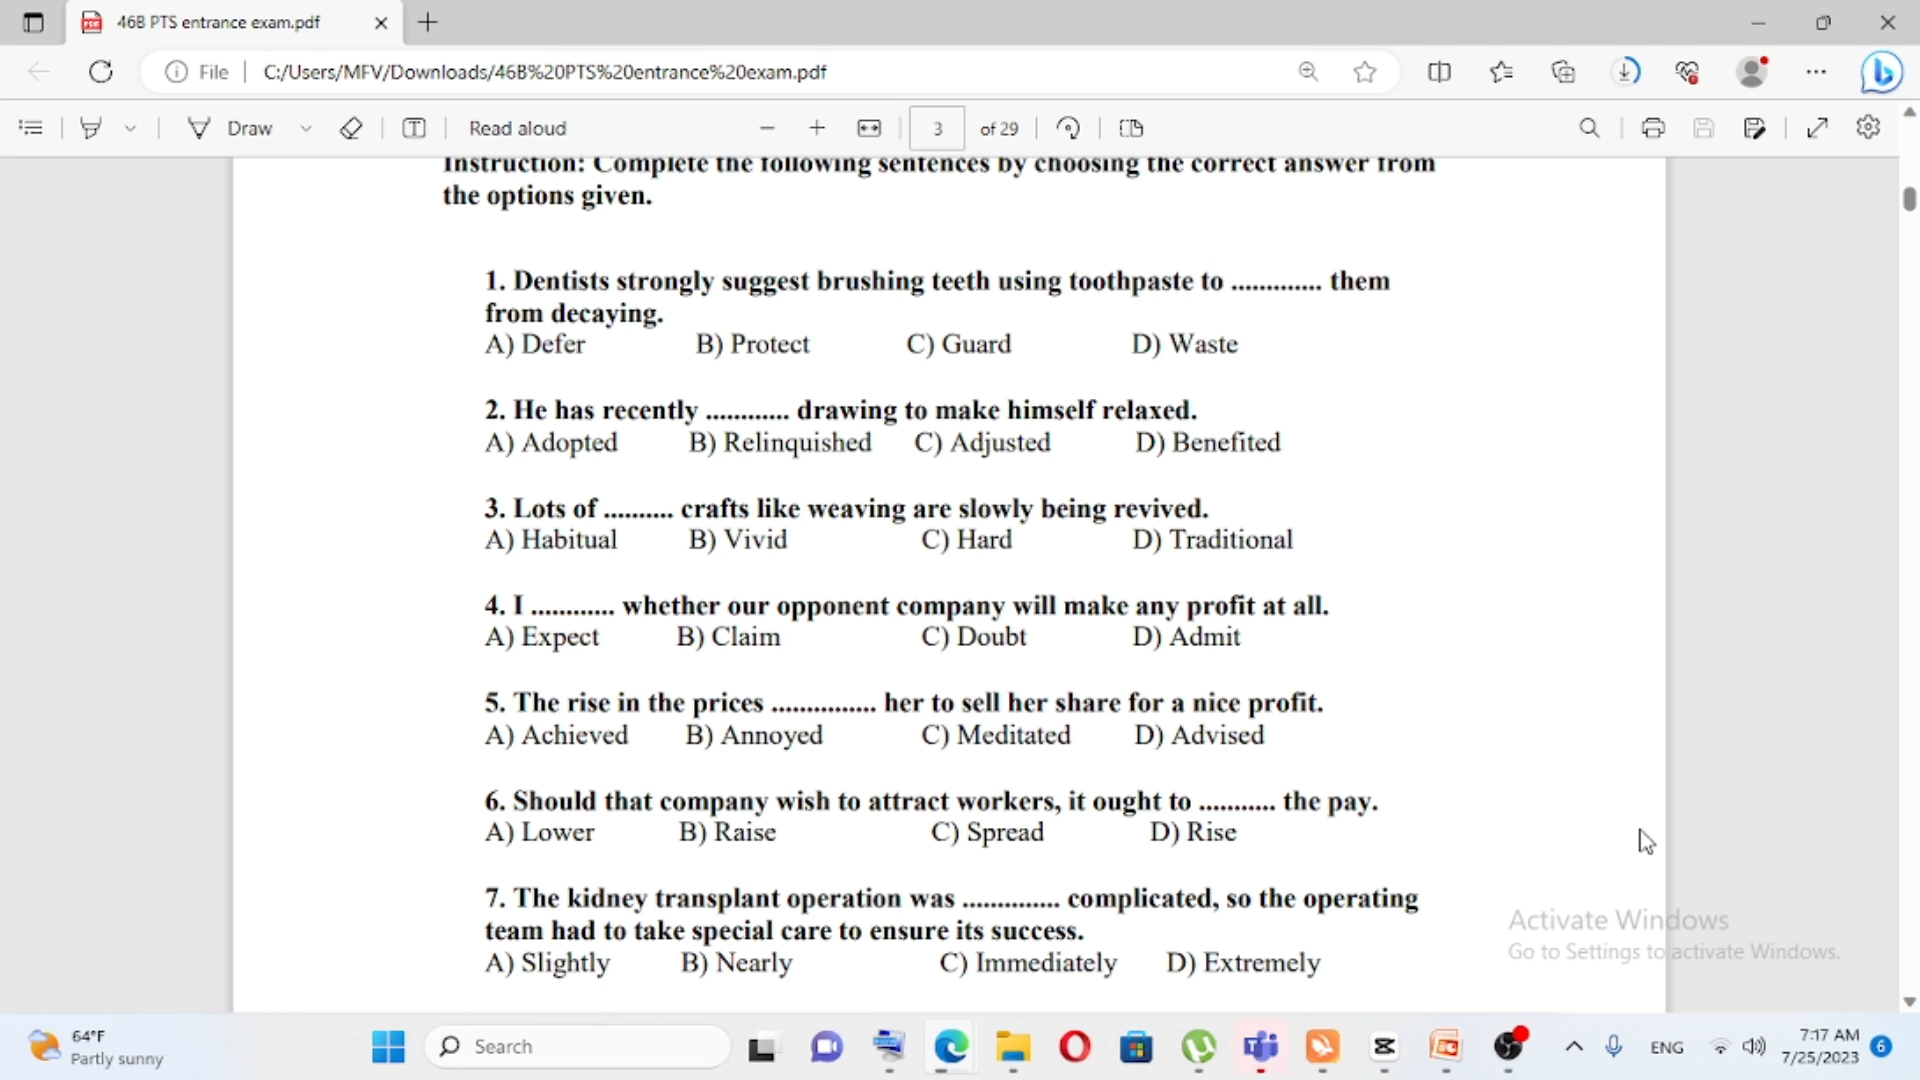 46B PTS entrance exam.pdf
File
C:/Users/MFV/Downloads/46B%20PTS%20entrance%20exam.pdf
Draw
Read aloud
3 of 29
Instruction: Complete the following sentences by choosing the correct answer from
the options given.
1. Dentists strongly suggest brushing teeth using toothpaste to ............. them
from decaying.
A) Defer B) Protect C) Guard D) Waste
2. He has recently ............ drawing to make himself relaxed.
A) Adopted B) Relinquished C) Adjusted D) Benefited
3. Lots of .......... crafts like weaving are slowly being revived.
A) Habitual B) Vivid C) Hard D) Traditional
4. I ............ whether our opponent company will make any profit at all.
A) Expect B) Claim C) Doubt D) Admit
5. The rise in the prices ............... her to sell her share for a nice profit.
A) Achieved B) Annoyed C) Meditated D) Advised
6. Should that company wish to attract workers, it ought to ........... the pay.
A) Lower B) Raise C) Spread D) Rise
7. The kidney transplant operation was .............. complicated, so the operating
team had to take special care to ensure its success.
A) Slightly B) Nearly C) Immediately D) Extremely
Activate Windows
Go to Settings to activate Windows.
64°F
Partly sunny
Search
ENG
7:17 AM
7/25/2023
6